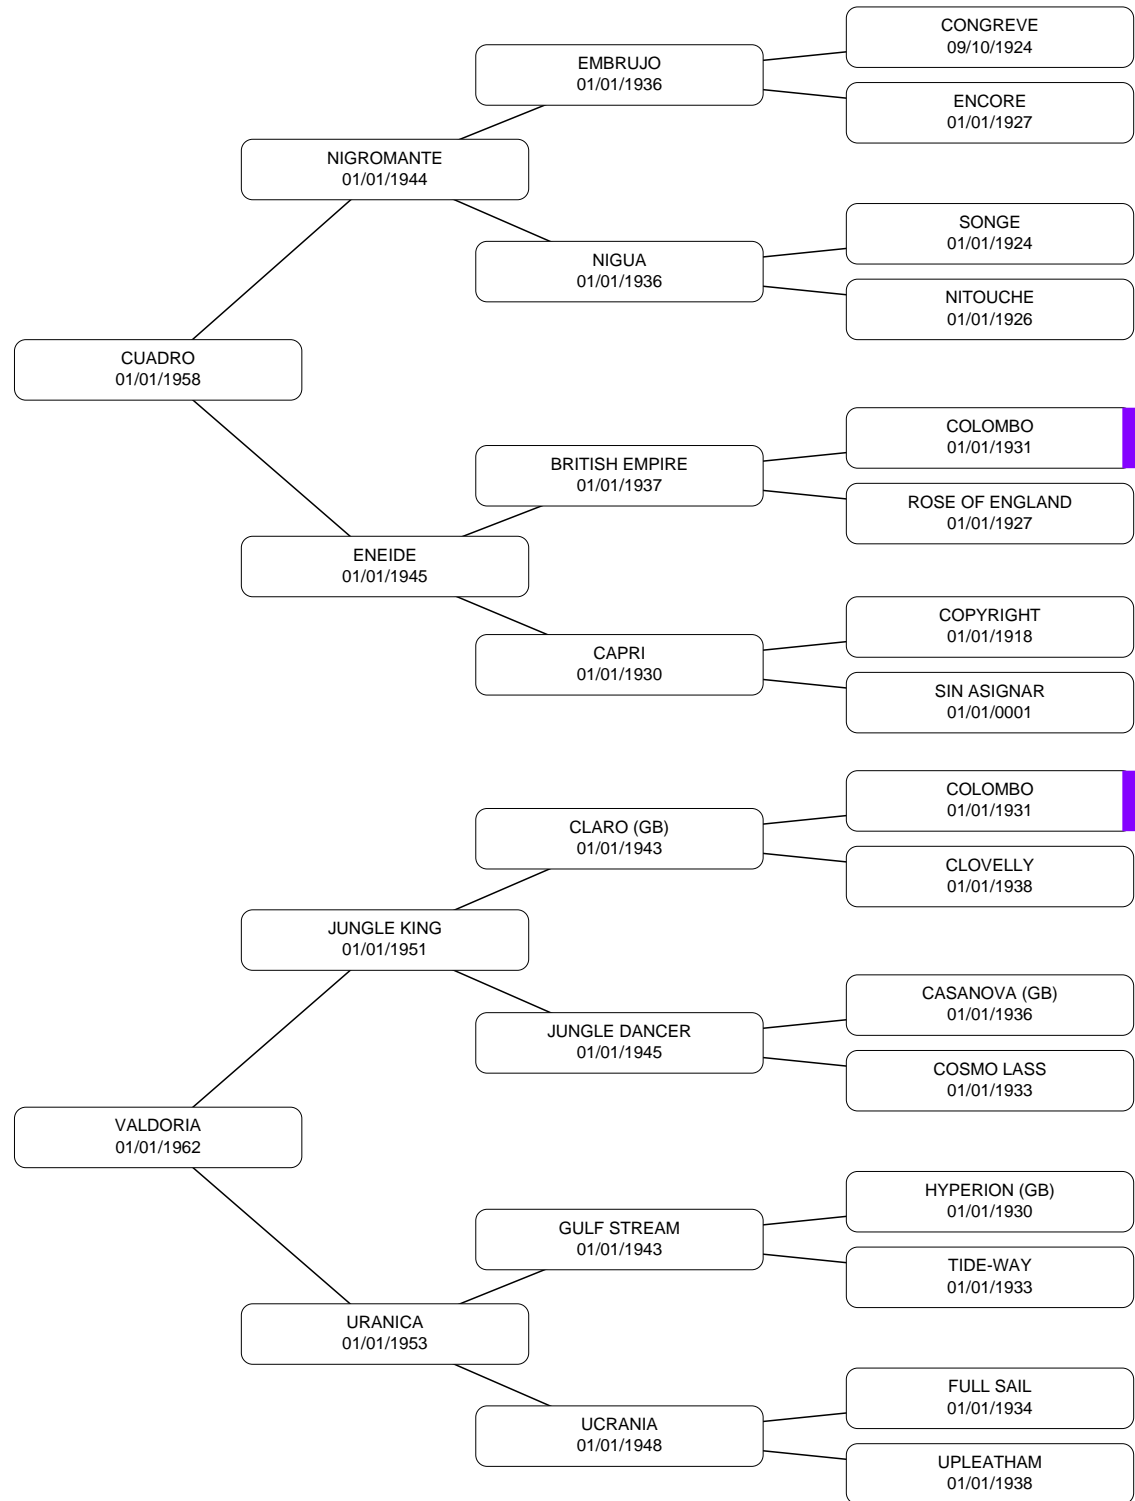 CONGREVE
09/10/1924
EMBRUJO
01/01/1936
ENCORE
01/01/1927
NIGROMANTE
01/01/1944
SONGE
01/01/1924
NIGUA
01/01/1936
NITOUCHE
01/01/1926
CUADRO
01/01/1958
COLOMBO
01/01/1931
BRITISH EMPIRE
01/01/1937
ROSE OF ENGLAND
01/01/1927
ENEIDE
01/01/1945
COPYRIGHT
01/01/1918
CAPRI
01/01/1930
SIN ASIGNAR
01/01/0001
COLOMBO
01/01/1931
CLARO (GB)
01/01/1943
CLOVELLY
01/01/1938
JUNGLE KING
01/01/1951
CASANOVA (GB)
01/01/1936
JUNGLE DANCER
01/01/1945
COSMO LASS
01/01/1933
VALDORIA
01/01/1962
HYPERION (GB)
01/01/1930
GULF STREAM
01/01/1943
TIDE-WAY
01/01/1933
URANICA
01/01/1953
FULL SAIL
01/01/1934
UCRANIA
01/01/1948
UPLEATHAM
01/01/1938